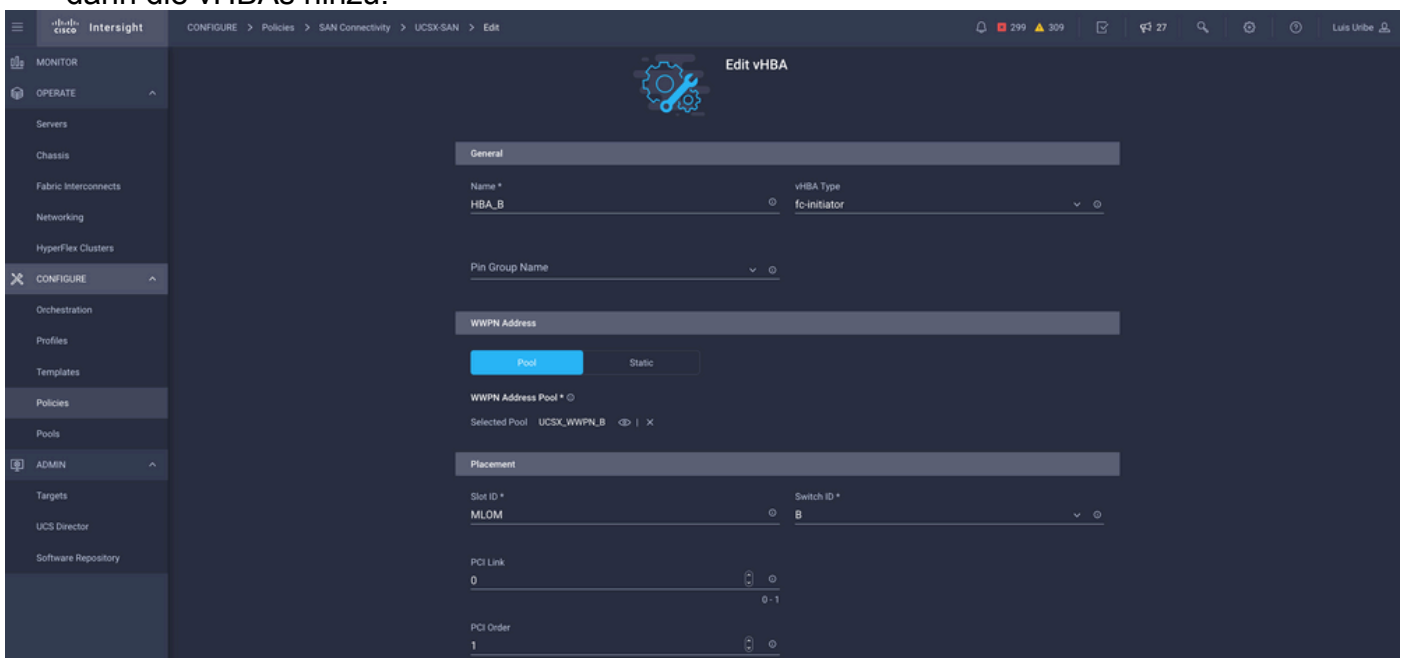 dann die vHBAs hinzu.
cisco Intersight CONFIGURE > Policies > SAN Connectivity > UCSX-SAN > Edit 299 309 27 Luis Uribe
MONITOR
OPERATE
Servers
Chassis
Fabric Interconnects
Networking
HyperFlex Clusters
CONFIGURE
Orchestration
Profiles
Templates
Policies
Pools
ADMIN
Targets
UCS Director
Software Repository
Edit vHBA
General
Name * vHBA Type
HBA_B fc-initiator
Pin Group Name
WWPN Address
Pool Static
WWPN Address Pool *
Selected Pool UCSX_WWPN_B | ×
Placement
Slot ID * Switch ID *
MLOM B
PCI Link
0
0 - 1
PCI Order
1